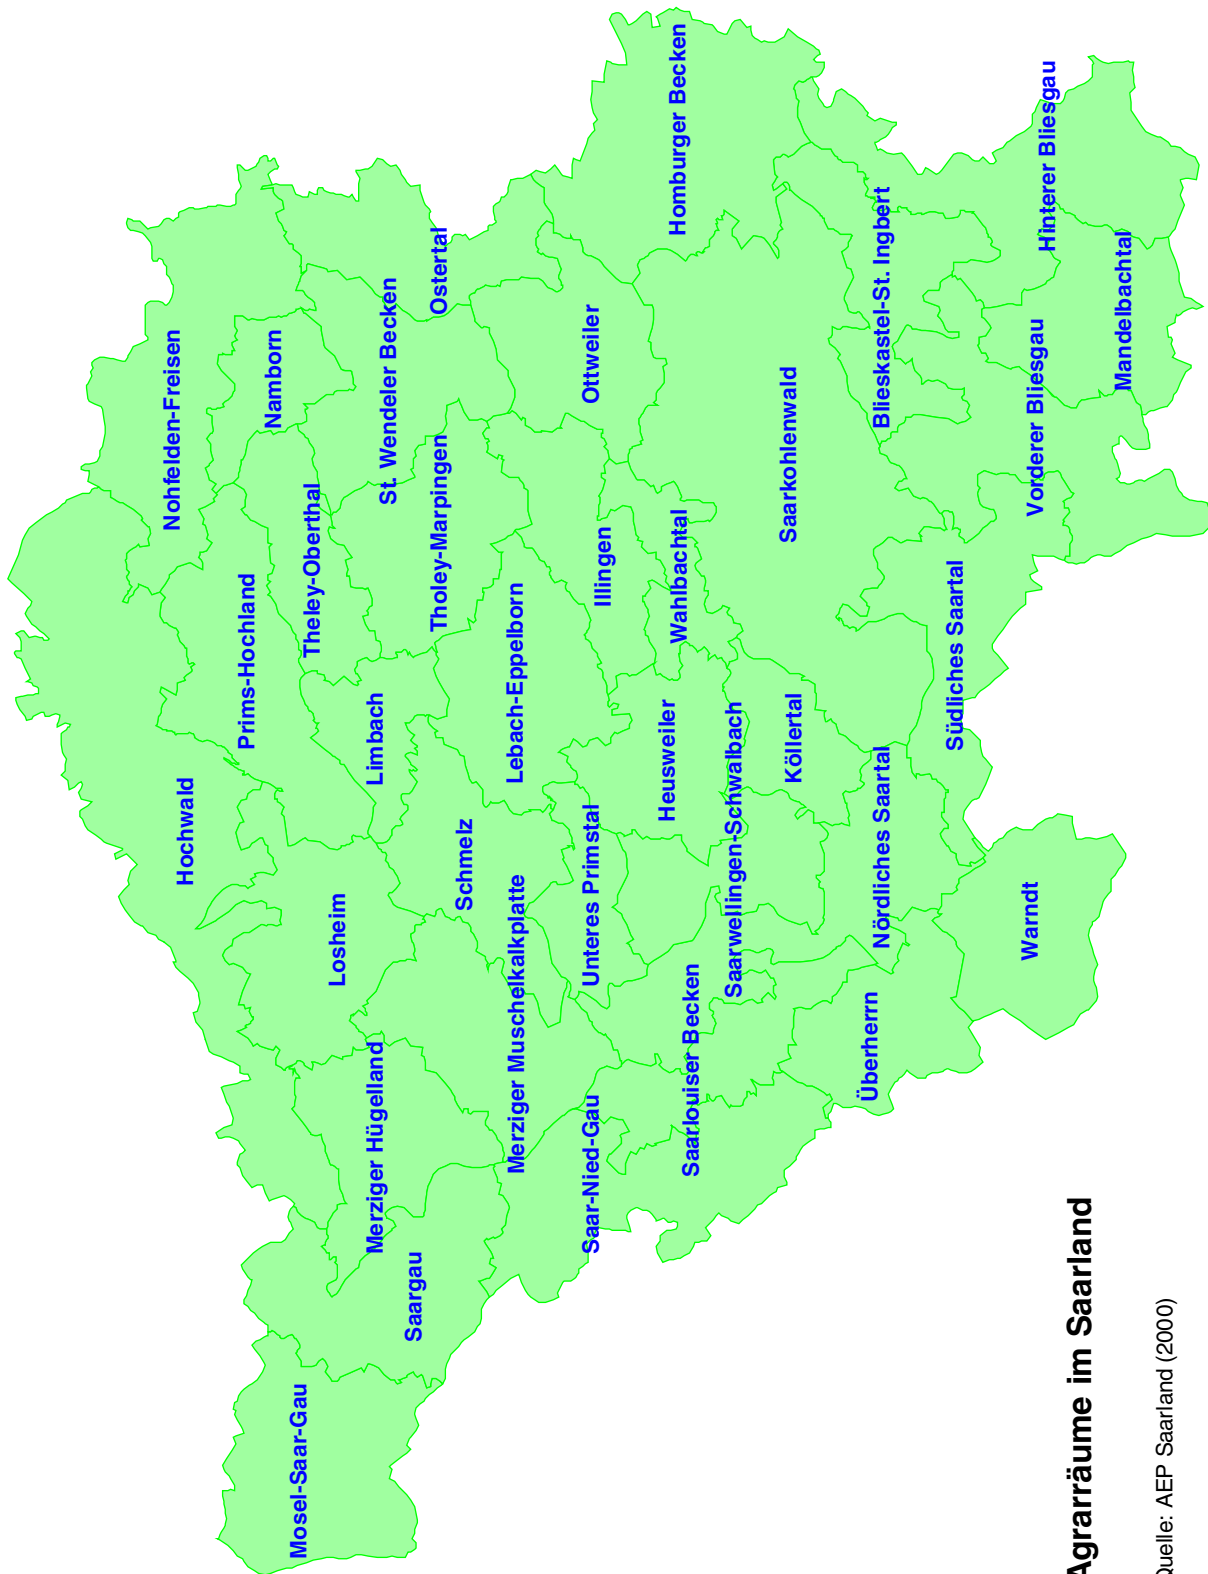 Hochwald
Nohfelden-Freisen
Prims-Hochland
Namborn
Mosel-Saar-Gau
Theley-Oberthal
Losheim
Merziger Hügelland
Limbach
St. Wendeler Becken
Saargau
Tholey-Marpingen
Ostertal
Schmelz
Merziger Muschelkalkplatte
Lebach-Eppelborn
Saar-Nied-Gau
Unteres Primstal
Illingen
Ottweiler
Heusweiler
Wahlbachtal
Homburger Becken
Saarlouiser Becken
Saarwellingen-Schwalbach
Köllertal
Saarkohlenwald
Überherrn
Nördliches Saartal
Blieskastel-St. Ingbert
Südliches Saartal
Warndt
Vorderer Bliesgau
Hinterer Bliesgau
Mandelbachtal
Agrarräume im Saarland
Quelle: AEP Saarland (2000)